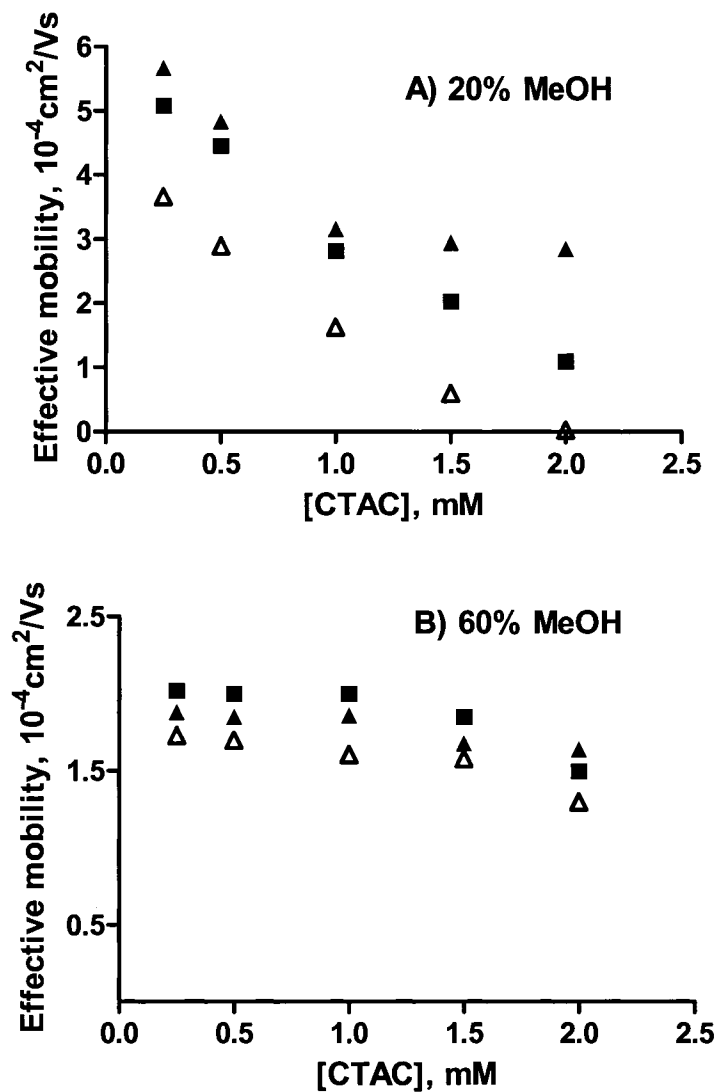 A) 20% MeOH
Effective mobility, 10⁻⁴cm²/Vs
6
5
4
3
2
1
0
0.0 0.5 1.0 1.5 2.0 2.5
[CTAC], mM
B) 60% MeOH
Effective mobility, 10⁻⁴cm²/Vs
2.5
1.5
0.5
0.0 0.5 1.0 1.5 2.0 2.5
[CTAC], mM